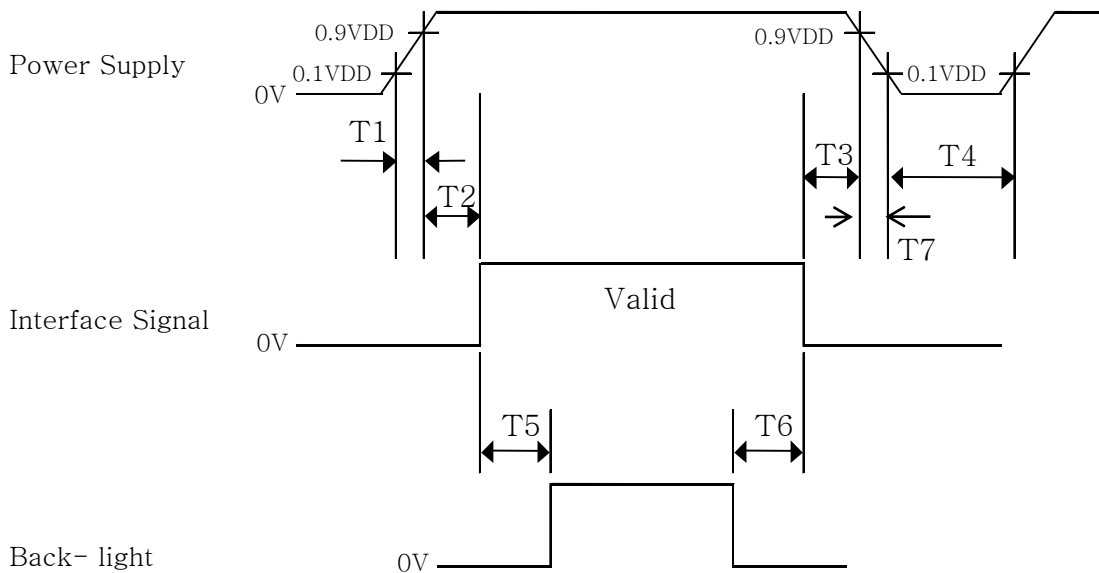 0.9VDD
0.9VDD
Power Supply
0.1VDD
0.1VDD
0V
T1
T3
T4
T2
T7
Valid
Interface Signal
0V
T5
T6
Back- light
0V